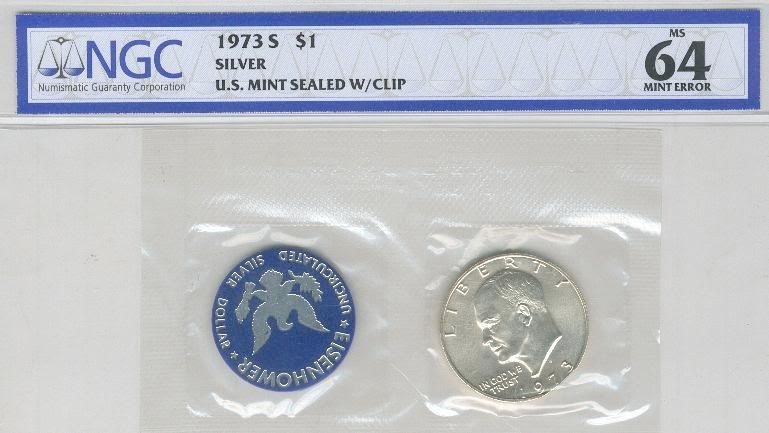 NGC
Numismatic Guaranty Corporation
1973 S $1
SILVER
U.S. MINT SEALED W/CLIP
MS
64
MINT ERROR
UNCIRCULATED SILVER DOLLAR
★ EISENHOWER ★
LIBERTY
IN GOD WE
TRUST
1973